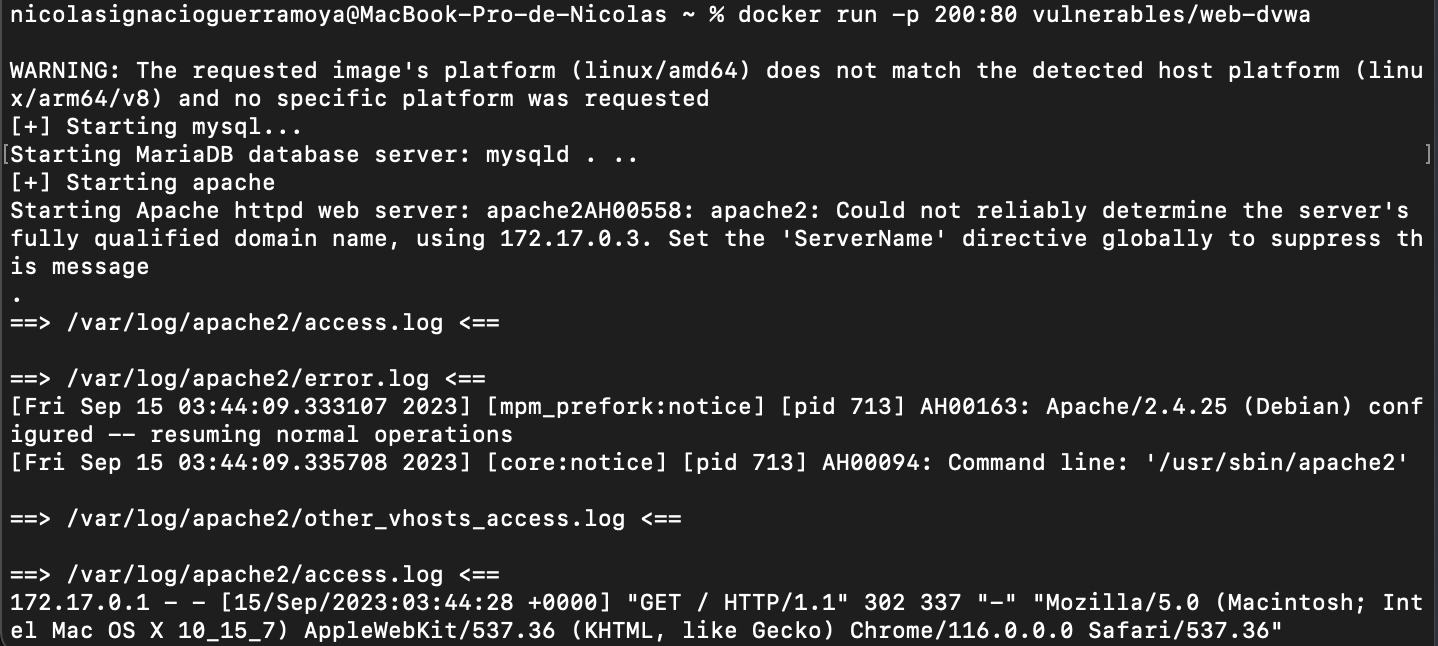 nicolasignacioguerramoya@MacBook-Pro-de-Nicolas ~ % docker run -p 200:80 vulnerables/web-dvwa
WARNING: The requested image's platform (linux/amd64) does not match the detected host platform (linu
x/arm64/v8) and no specific platform was requested
[+] Starting mysql...
[Starting MariaDB database server: mysqld . .. ]
[+] Starting apache
Starting Apache httpd web server: apache2AH00558: apache2: Could not reliably determine the server's
fully qualified domain name, using 172.17.0.3. Set the 'ServerName' directive globally to suppress th
is message
.
==> /var/log/apache2/access.log <==
==> /var/log/apache2/error.log <==
[Fri Sep 15 03:44:09.333107 2023] [mpm_prefork:notice] [pid 713] AH00163: Apache/2.4.25 (Debian) conf
igured -- resuming normal operations
[Fri Sep 15 03:44:09.335708 2023] [core:notice] [pid 713] AH00094: Command line: '/usr/sbin/apache2'
==> /var/log/apache2/other_vhosts_access.log <==
==> /var/log/apache2/access.log <==
172.17.0.1 - - [15/Sep/2023:03:44:28 +0000] "GET / HTTP/1.1" 302 337 "-" "Mozilla/5.0 (Macintosh; Int
el Mac OS X 10_15_7) AppleWebKit/537.36 (KHTML, like Gecko) Chrome/116.0.0.0 Safari/537.36"